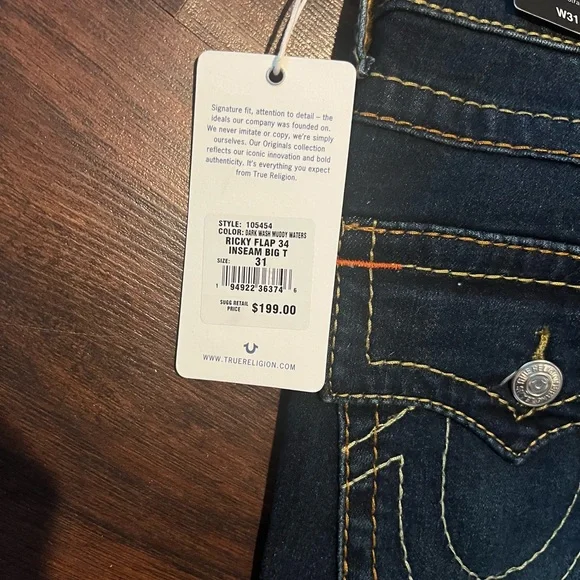 W31
Signature fit, attention to detail – the
ideals our company was founded on.
We never imitate or copy, we're simply
ourselves. Our Originals collection
reflects our iconic innovation and bold
authenticity. It's everything you expect
from True Religion.
STYLE: 105454
COLOR: DARK WASH MUDDY WATERS
RICKY FLAP 34
INSEAM BIG T
SIZE: 31
1 94922 36374 6
SUGG RETAIL
PRICE $199.00
WWW.TRUERELIGION.COM
TRUE RELIGION